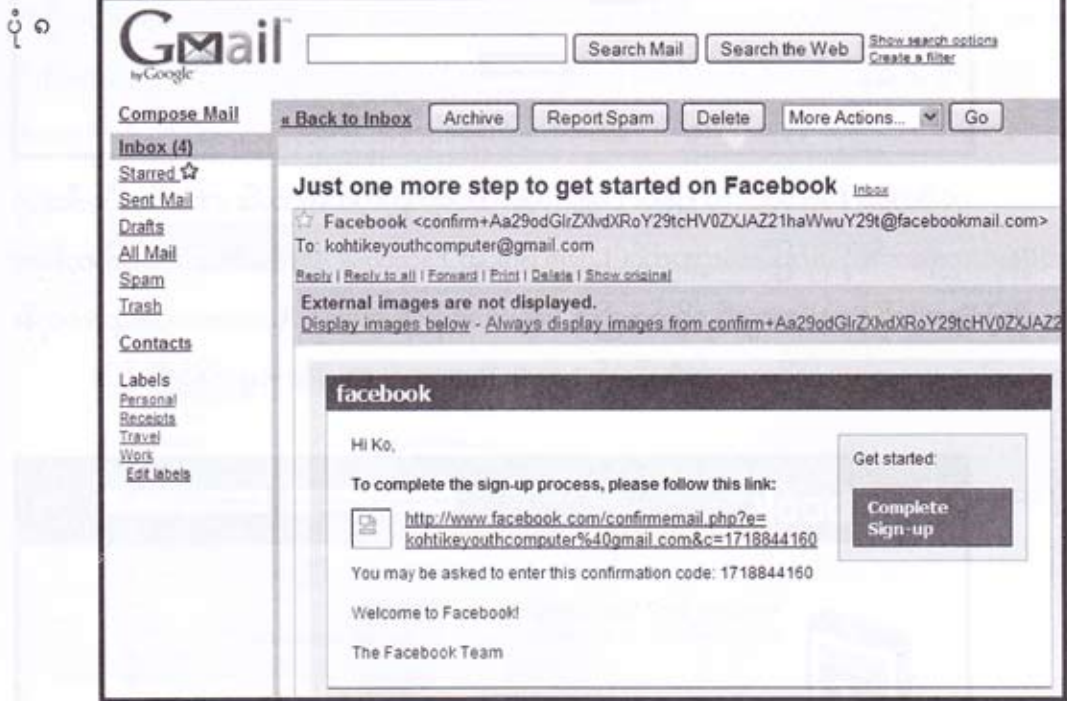 ပုံ ၈
GMail
by Google
Search Mail Search the Web Show search options
Create a filter
Compose Mail
« Back to Inbox Archive Report Spam Delete More Actions... Go
Inbox (4)
Starred ☆
Sent Mail
Drafts
All Mail
Spam
Trash
Contacts
Labels
Personal
Receipts
Travel
Work
Edit labels
Just one more step to get started on Facebook Inbox
Facebook <confirm+Aa29odGlrZXlvdXRoY29tcHV0ZXJAZ21haWwuY29t@facebookmail.com>
To: kohtikeyouthcomputer@gmail.com
Reply | Reply to all | Forward | Print | Delete | Show original
External images are not displayed.
Display images below - Always display images from confirm+Aa29odGlrZXlvdXRoY29tcHV0ZXJAZ2
facebook
Hi Ko,
To complete the sign-up process, please follow this link:
http://www.facebook.com/confirmemail.php?e=
kohtikeyouthcomputer%40gmail.com&c=1718844160
You may be asked to enter this confirmation code: 1718844160
Welcome to Facebook!
The Facebook Team
Get started:
Complete
Sign-up